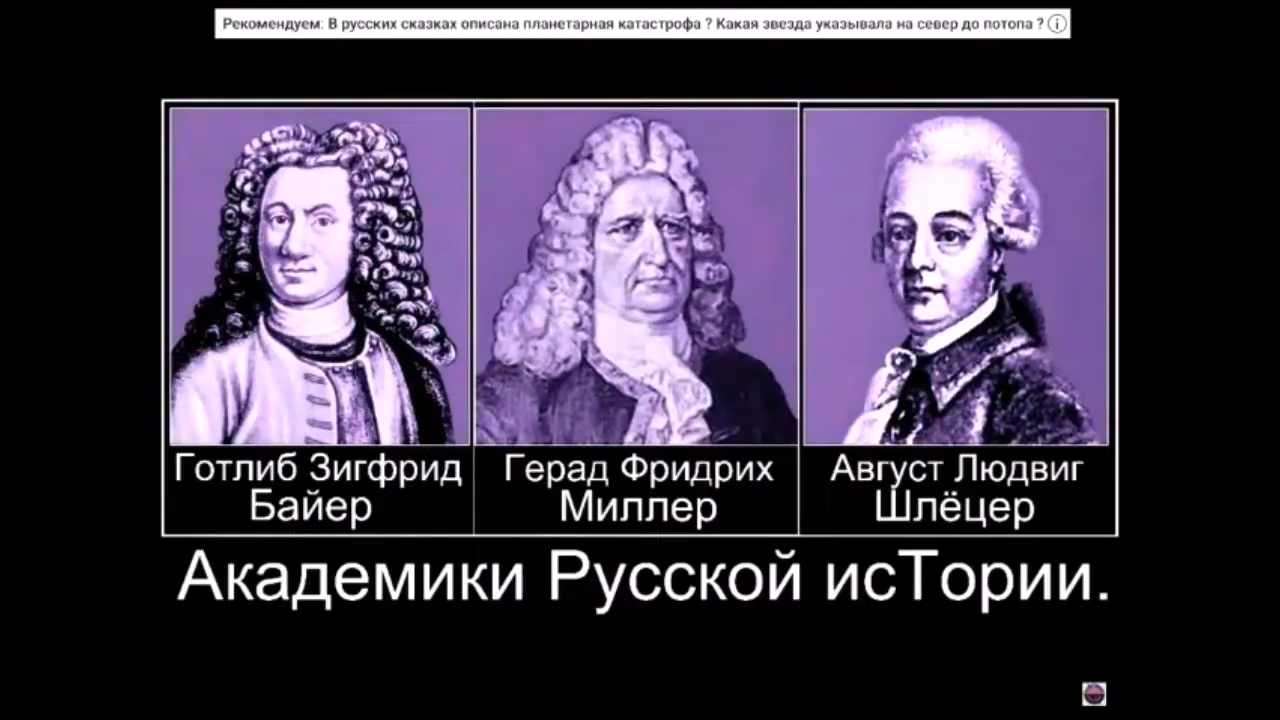 Рекомендуем: В русских сказках описана планетарная катастрофа ? Какая звезда указывала на север до потопа ?
Готлиб Зигфрид
Байер
Герад Фридрих
Миллер
Август Людвиг
Шлёцер
Академики Русской исТории.